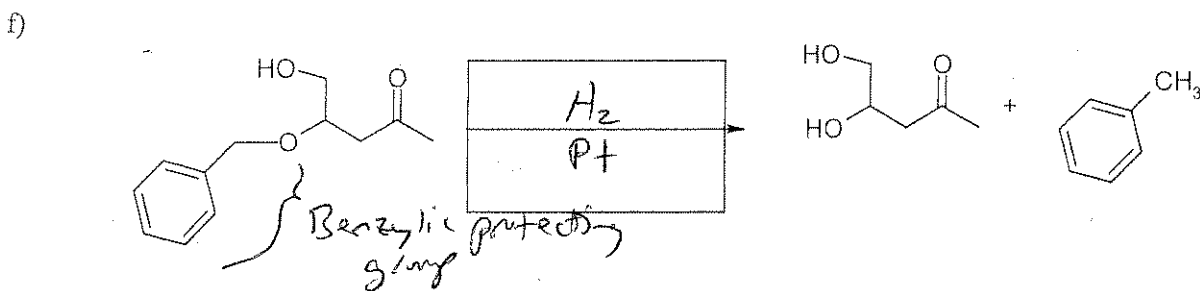 f)
HO
O
O
H2
Pt
HO
O
HO
+
CH3
Benzylic protecting
group